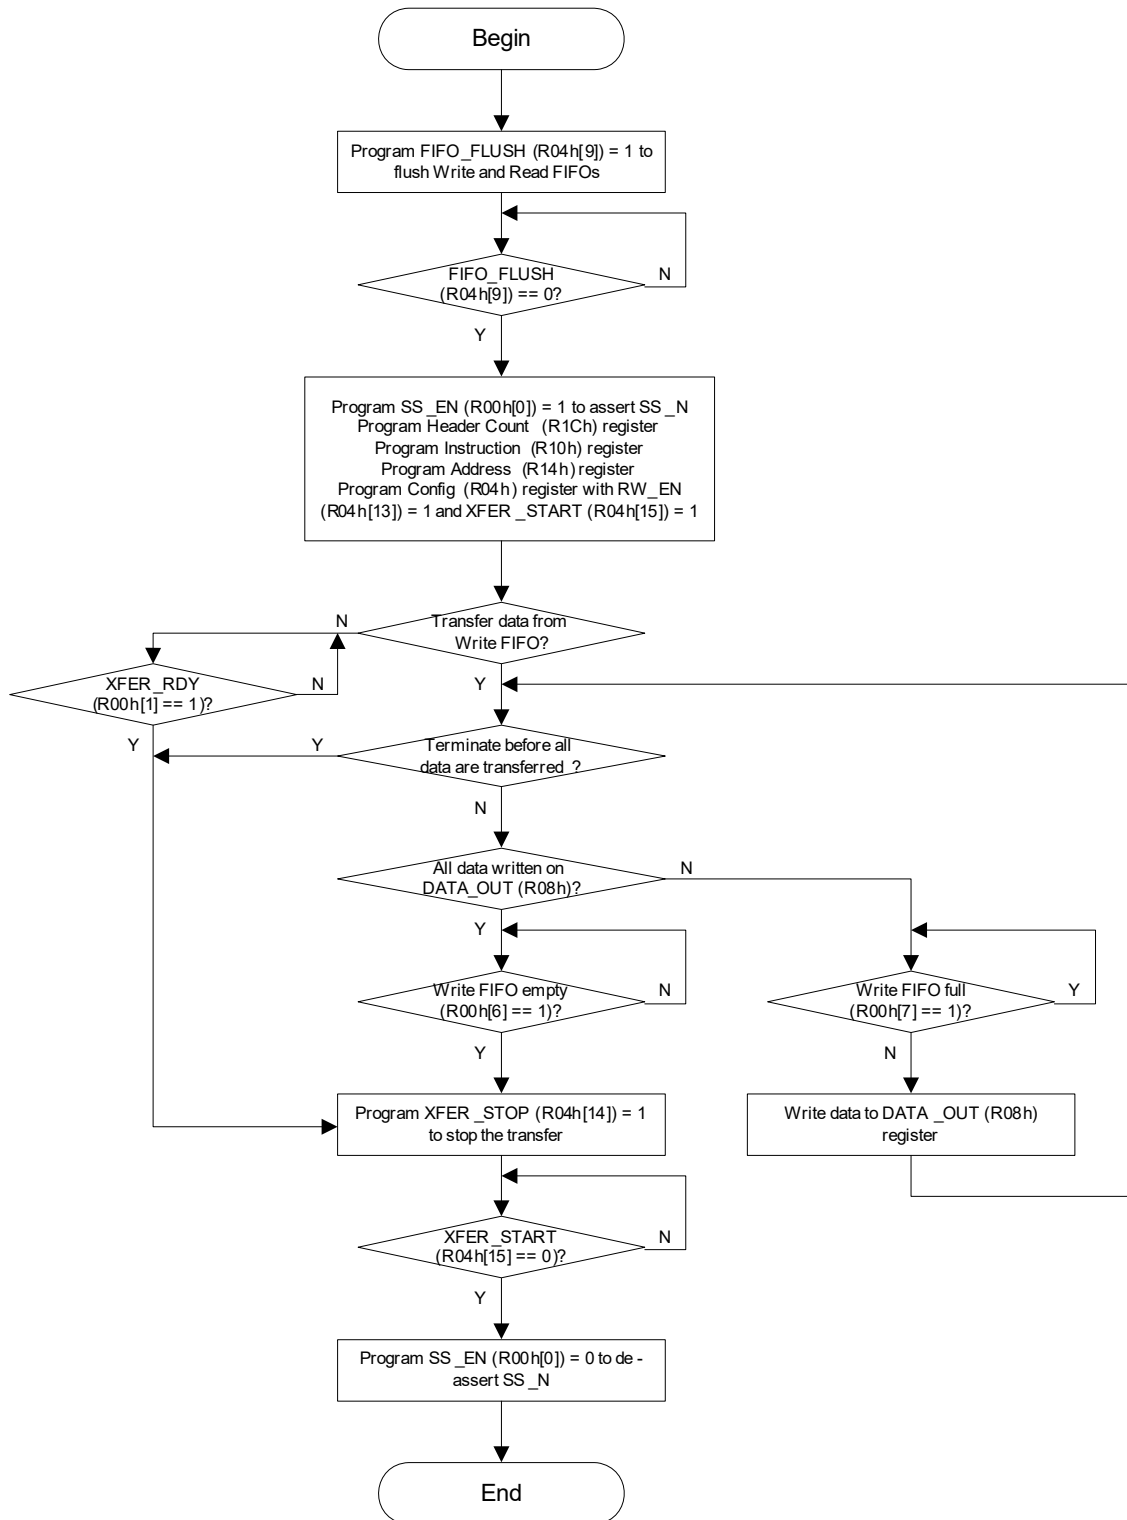 Begin
Program FIFO_FLUSH (R04h[9]) = 1 to
flush Write and Read FIFOs
FIFO_FLUSH
(R04h[9]) == 0?
N
Y
Program SS_EN (R00h[0]) = 1 to assert SS_N
Program Header Count (R1Ch) register
Program Instruction (R10h) register
Program Address (R14h) register
Program Config (R04h) register with RW_EN
(R04h[13]) = 1 and XFER_START (R04h[15]) = 1
Transfer data from
Write FIFO?
N
Y
XFER_RDY
(R00h[1] == 1)?
N
Y
Terminate before all
data are transferred ?
Y
N
All data written on
DATA_OUT (R08h)?
N
Y
Write FIFO empty
(R00h[6] == 1)?
N
Y
Write FIFO full
(R00h[7] == 1)?
Y
N
Program XFER_STOP (R04h[14]) = 1
to stop the transfer
Write data to DATA_OUT (R08h)
register
XFER_START
(R04h[15] == 0)?
N
Y
Program SS_EN (R00h[0]) = 0 to de-
assert SS_N
End